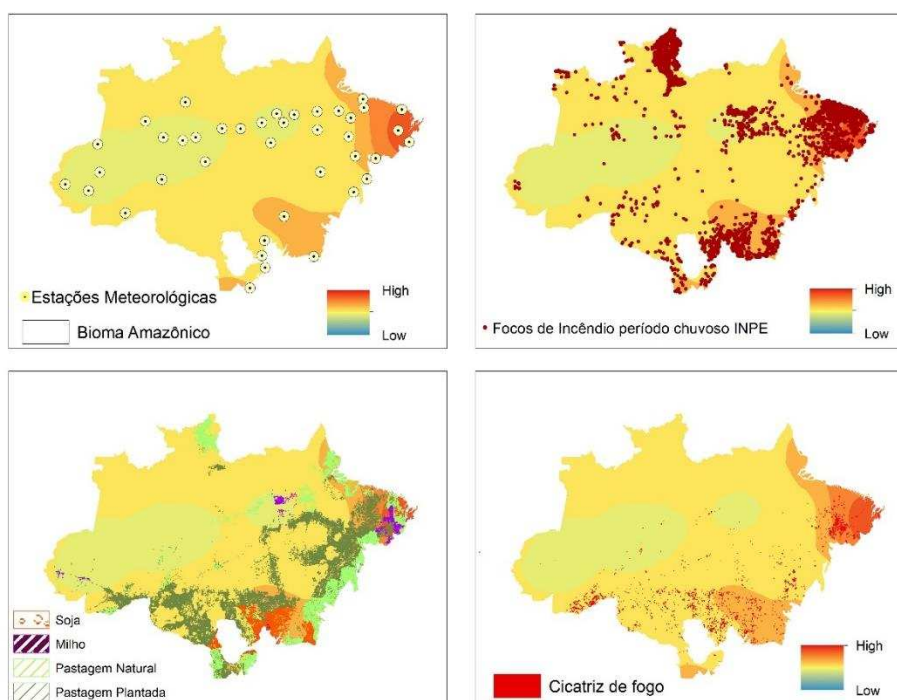 Estações Meteorológicas
Bioma Amazônico
High
Low
Focos de Incêndio período chuvoso INPE
High
Low
Soja
Milho
Pastagem Natural
Pastagem Plantada
Cicatriz de fogo
High
Low